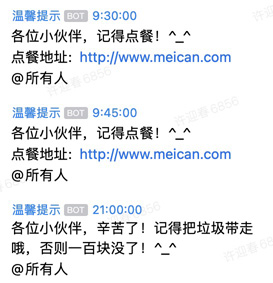 温馨提示 BOT 9:30:00
各位小伙伴，记得点餐！^_^
点餐地址: http://www.meican.com
@所有人
温馨提示 BOT 9:45:00
各位小伙伴，记得点餐！^_^
点餐地址: http://www.meican.com
@所有人
温馨提示 BOT 21:00:00
各位小伙伴，辛苦了！记得把垃圾带走
哦，否则一百块没了！^_^
@所有人